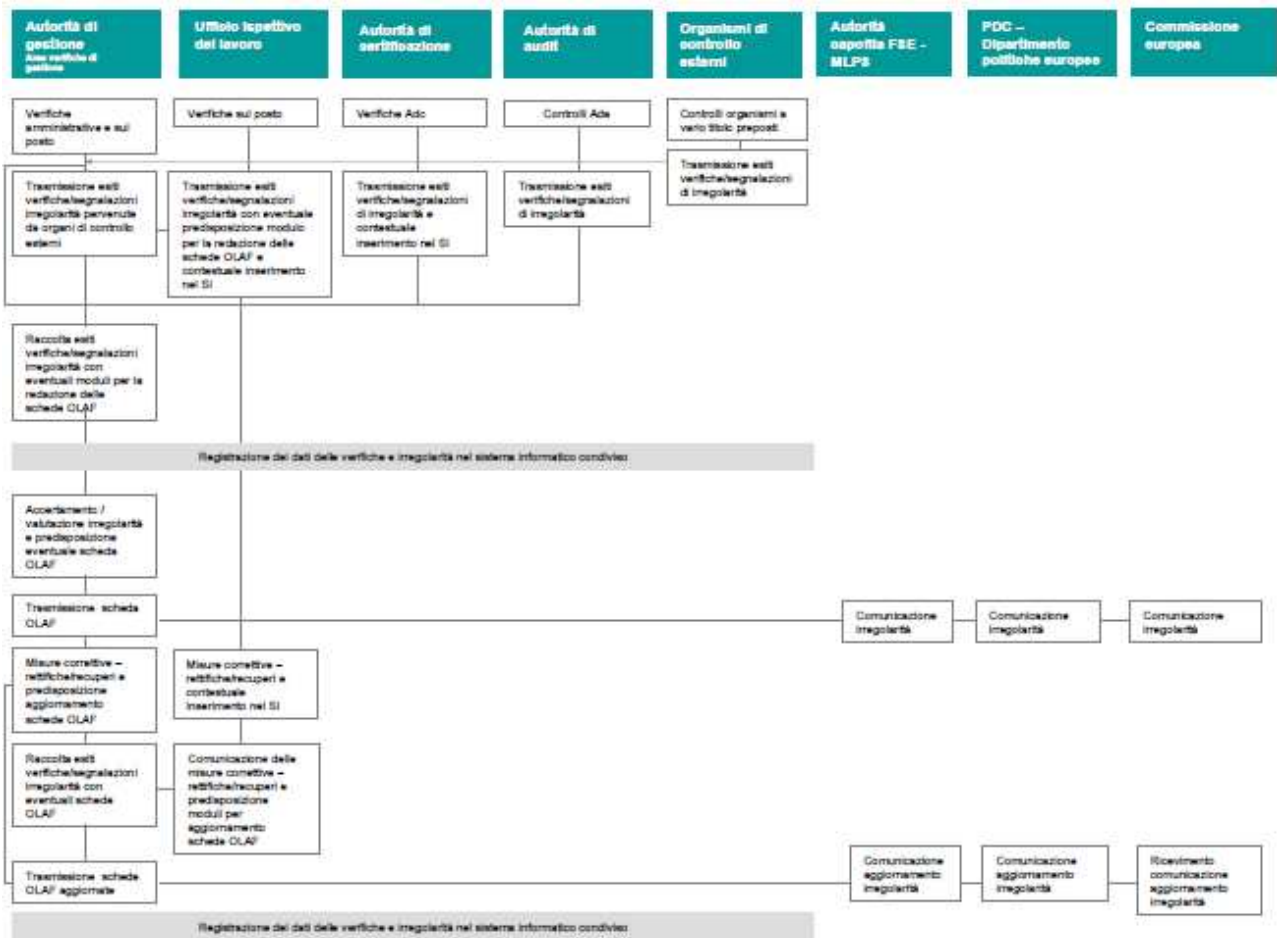 Autorità di
gestione
Area verifiche di
gestione
Ufficio ispettivo
del lavoro
Autorità di
certificazione
Autorità di
audit
Organismi di
controllo
esterni
Autorità
capofila FSE -
MLPS
PDC –
Dipartimento
politiche europee
Commissione
europea
Verifiche
amministrative e sul
posto
Verifiche sul posto
Verifiche Adc
Controlli Ada
Controlli organismi a
vario titolo preposti
Trasmissione esiti
verifiche/segnalazioni
irregolarità pervenute
da organi di controllo
esterni
Trasmissione esiti
verifiche/segnalazioni
irregolarità con eventuale
predisposizione modulo
per la redazione delle
schede OLAF e
contestuale inserimento
nel SI
Trasmissione esiti
verifiche/segnalazioni
di irregolarità e
contestuale
inserimento nel SI
Trasmissione esiti
verifiche/segnalazioni
di irregolarità
Trasmissione esiti
verifiche/segnalazioni
di irregolarità
Raccolta esiti
verifiche/segnalazioni
irregolarità con
eventuali moduli per la
redazione delle
schede OLAF
Registrazione dei dati delle verifiche e irregolarità nel sistema informatico condiviso
Accertamento /
valutazione irregolarità
e predisposizione
eventuale scheda
OLAF
Trasmissione scheda
OLAF
Comunicazione
irregolarità
Comunicazione
irregolarità
Comunicazione
irregolarità
Misure correttive –
rettifiche/recuperi e
predisposizione
aggiornamento
schede OLAF
Misure correttive –
rettifiche/recuperi e
contestuale
inserimento nel SI
Raccolta esiti
verifiche/segnalazioni
irregolarità con
eventuali scheda
OLAF
Comunicazione delle
misure correttive –
rettifiche/recuperi e
predisposizione
moduli per
aggiornamento
scheda OLAF
Trasmissione schede
OLAF aggiornate
Comunicazione
aggiornamento
irregolarità
Comunicazione
aggiornamento
irregolarità
Ricevimento
comunicazione
aggiornamento
irregolarità
Registrazione dei dati delle verifiche e irregolarità nel sistema informatico condiviso